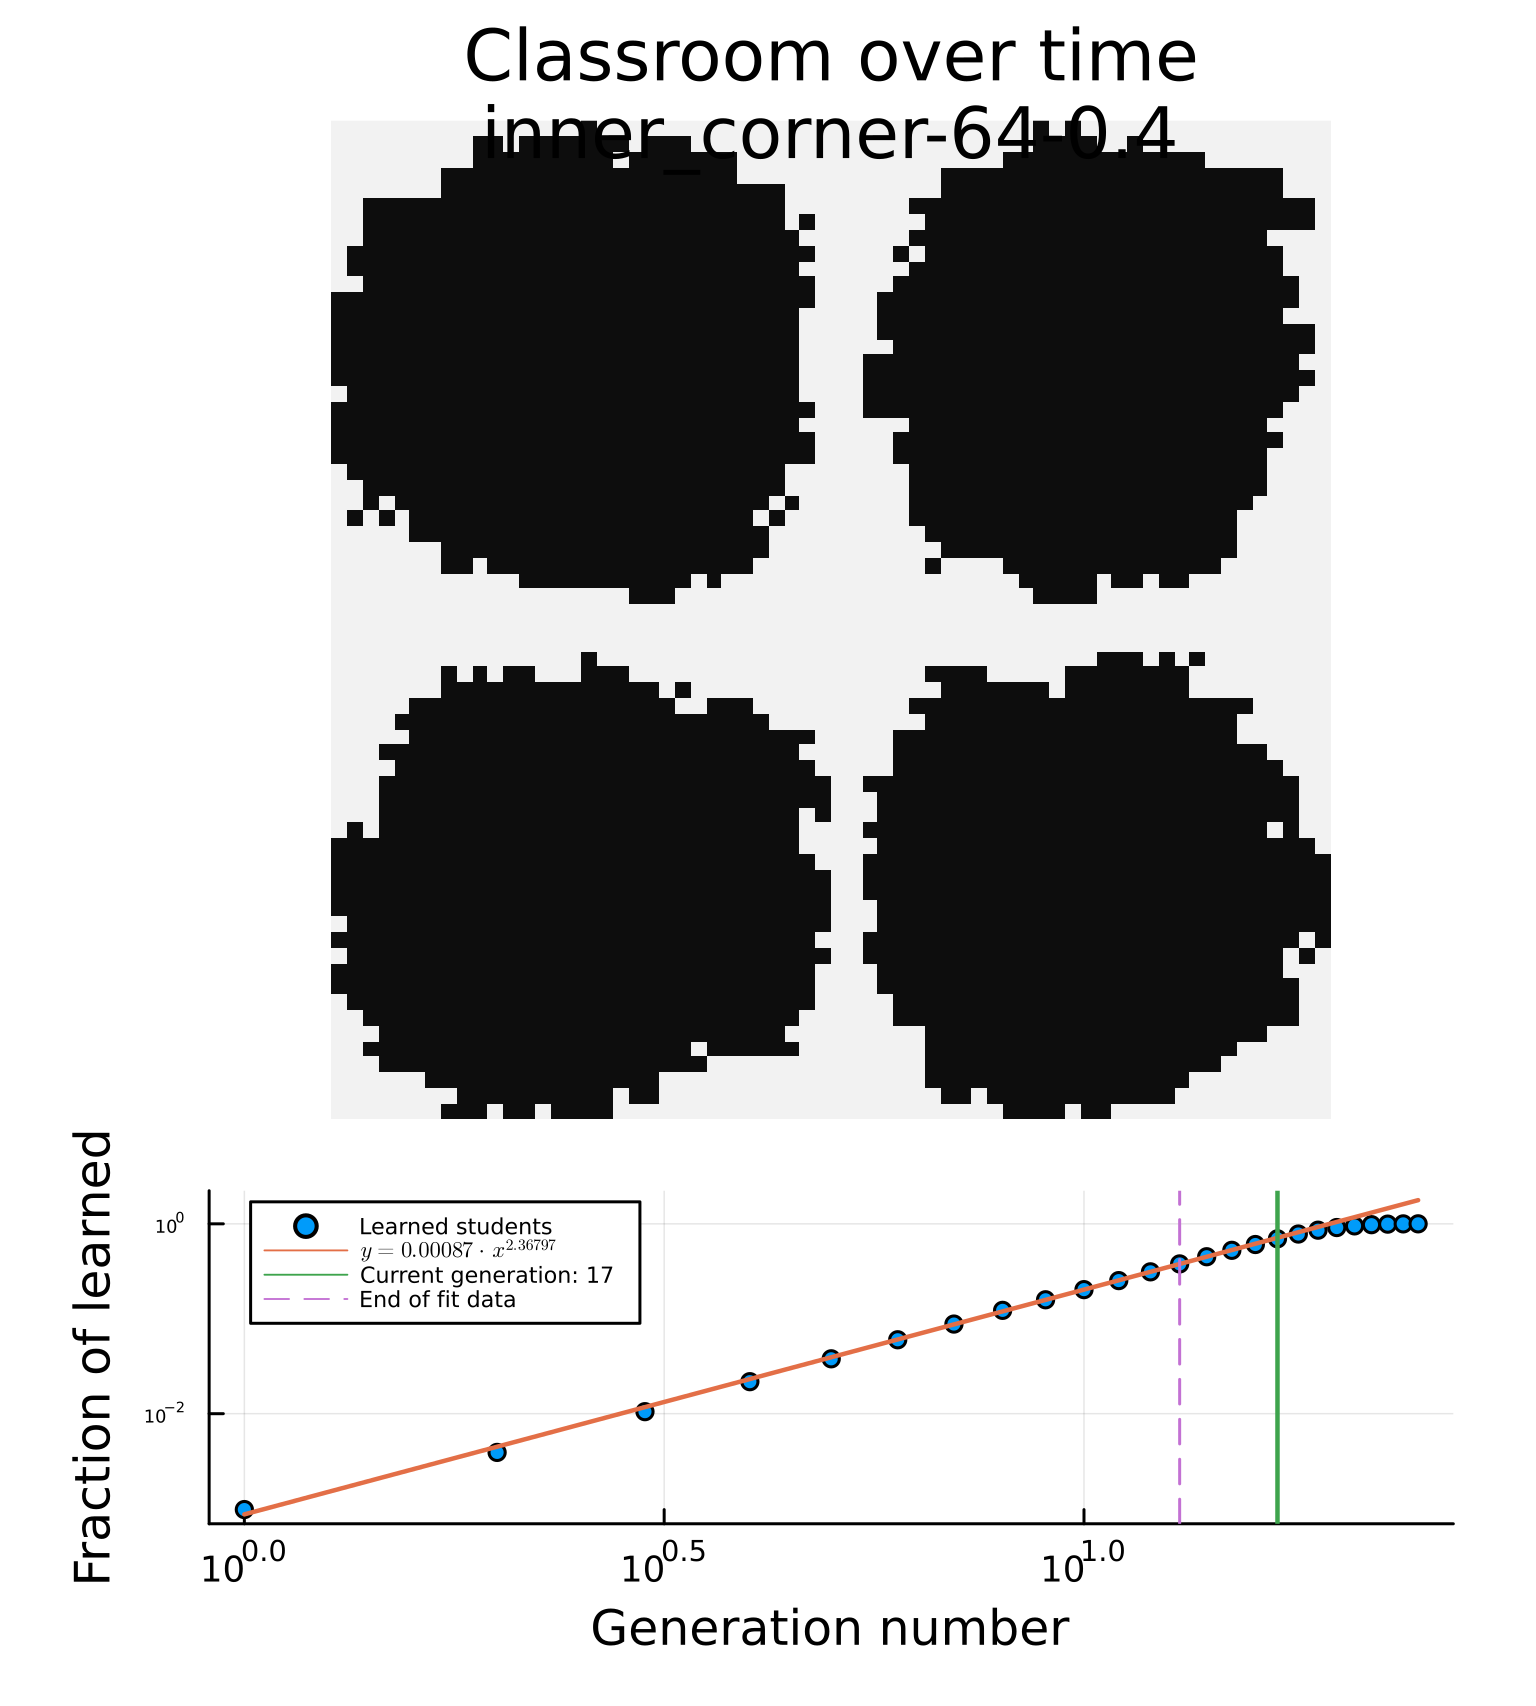 Classroom over time
inner_corner-64-0.4
Fraction of learned
10^0
10^−2
Learned students
y = 0.00087 · x^2.36797
Current generation: 17
End of fit data
10^0.0
10^0.5
10^1.0
Generation number